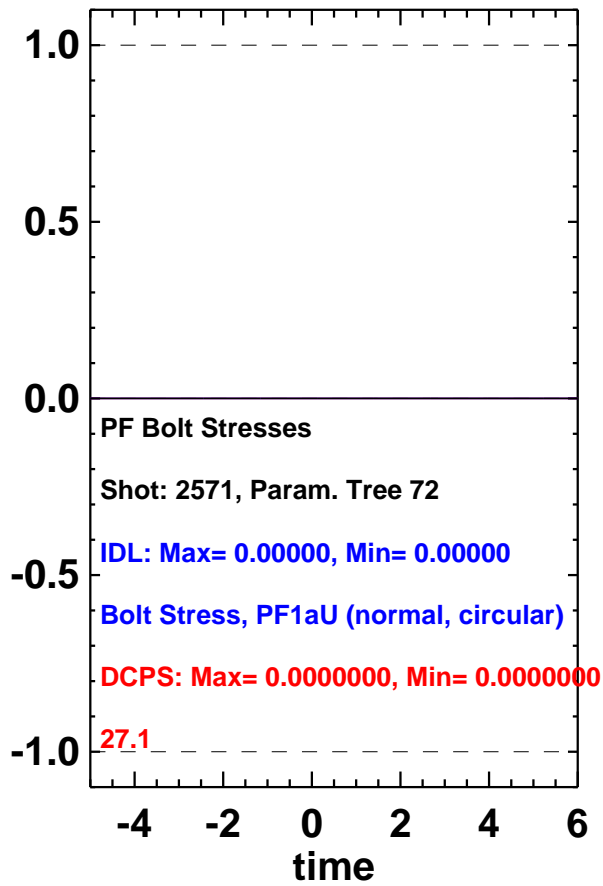 1.0
0.5
0.0
PF Bolt Stresses
Shot: 2571, Param. Tree 72
IDL: Max= 0.00000, Min= 0.00000
-0.5
Bolt Stress, PF1aU (normal, circular)
DCPS: Max= 0.0000000, Min= 0.0000000
27.1
-1.0
-4 -2 0 2 4 6
time